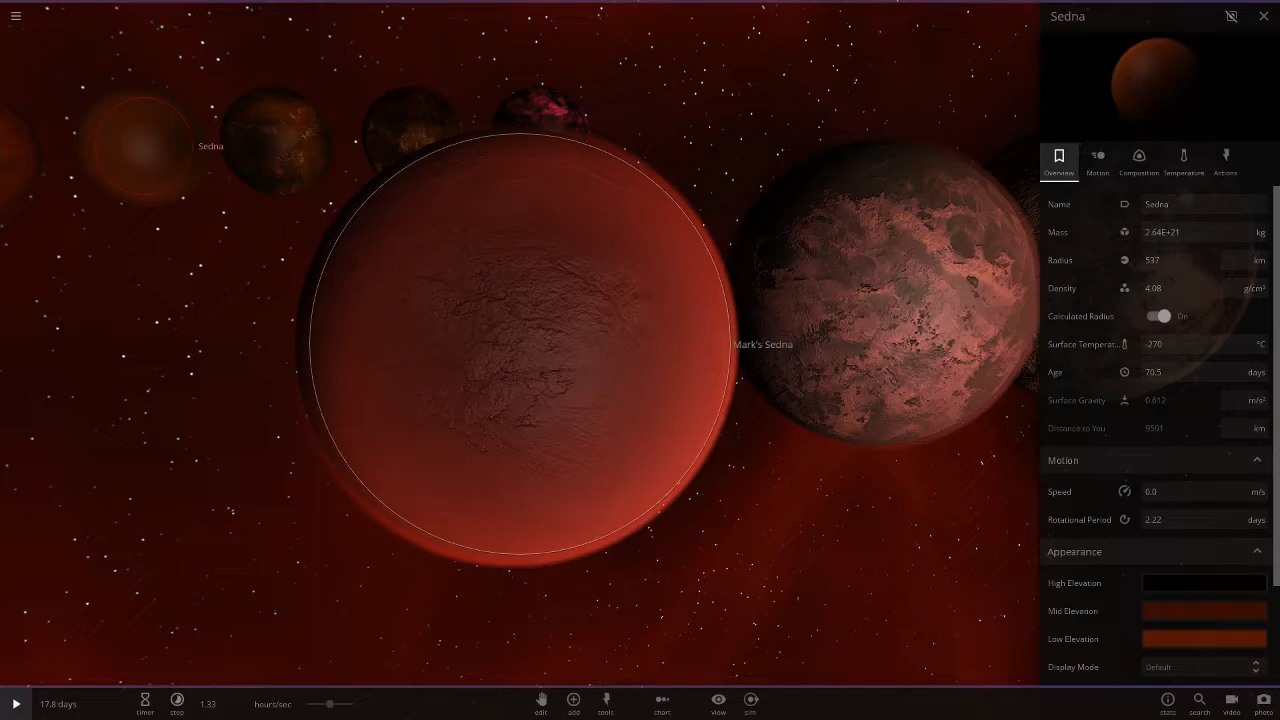 Sedna
Overview Motion Composition Temperature Actions
Name Sedna
Mass 2.64E+21 kg
Radius 537 km
Density 4.08 g/cm³
Calculated Radius On
Surface Temperat... -270 °C
Age 70.5 days
Surface Gravity 0.612 m/s²
Distance to You 9591 km
Motion
Speed 0.0 m/s
Rotational Period 2.22 days
Appearance
High Elevation
Mid Elevation
Low Elevation
Display Mode Default
Sedna
Mark's Sedna
17.8 days timer step 1.33 hours/sec edit add tools chart view sim stats search video photo